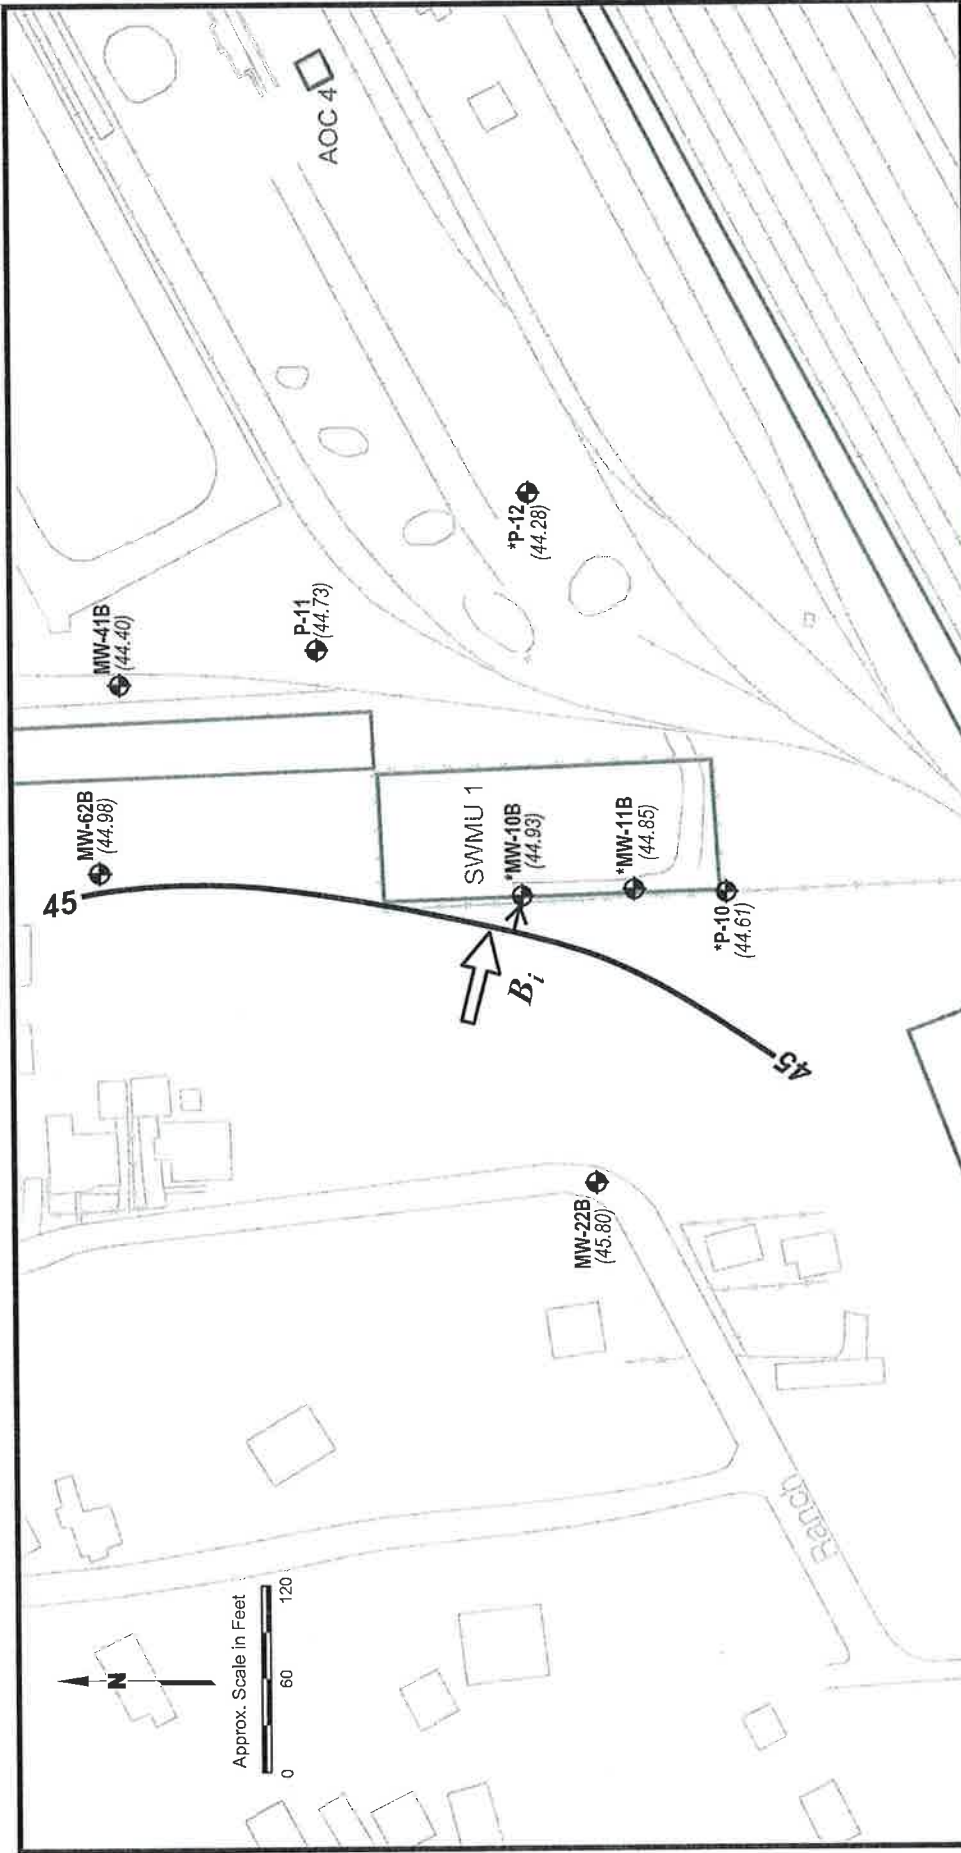 AOC 4
MW-41B
(44.40)
P-11
(44.73)
*P-12
(44.28)
MW-62B
(44.98)
45
SWMU 1
*MW-10B
(44.93)
*MW-11B
(44.85)
*P-10
(44.61)
Bi
45
MW-22B
(45.80)
Ranch
N
Approx. Scale in Feet
0 60 120